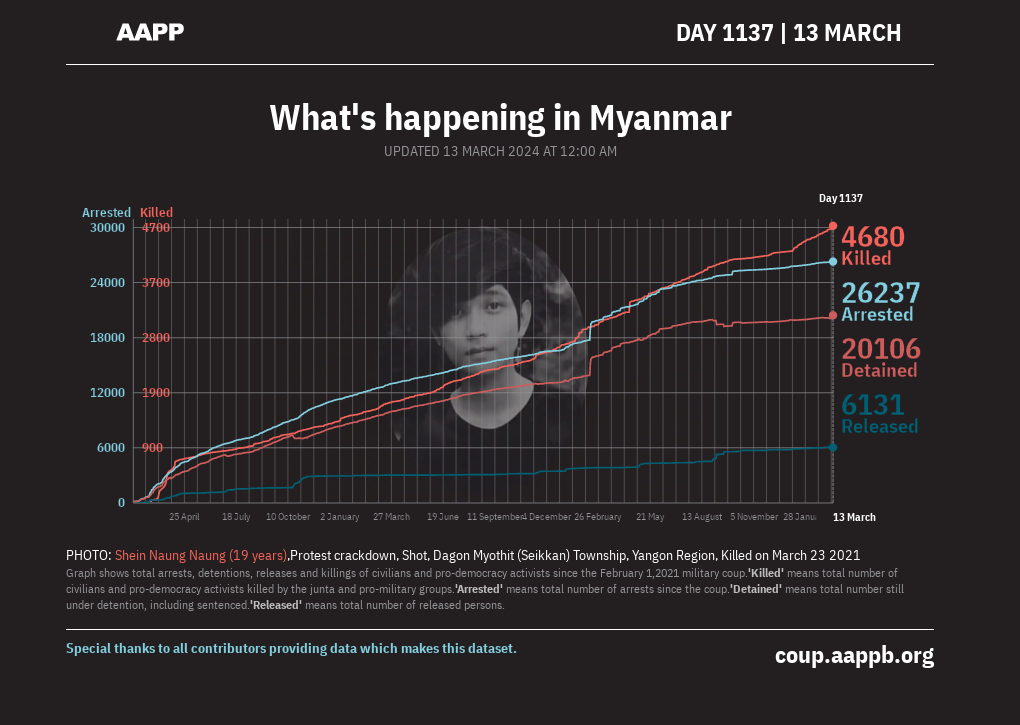 AAPP
DAY 1137 | 13 MARCH
What's happening in Myanmar
UPDATED 13 MARCH 2024 AT 12:00 AM
Day 1137
Arrested Killed
30000 4700
24000 3700
18000 2800
12000 1900
6000 900
0
4680
Killed
26237
Arrested
20106
Detained
6131
Released
25 April 18 July 10 October 2 January 27 March 19 June 11 September 4 December 26 February 21 May 13 August 5 November 28 Janu 13 March
PHOTO: Shein Naung Naung (19 years),Protest crackdown, Shot, Dagon Myothit (Seikkan) Township, Yangon Region, Killed on March 23 2021
Graph shows total arrests, detentions, releases and killings of civilians and pro-democracy activists since the February 1,2021 military coup.'Killed' means total number of
civilians and pro-democracy activists killed by the junta and pro-military groups.'Arrested' means total number of arrests since the coup.'Detained' means total number still
under detention, including sentenced.'Released' means total number of released persons.
Special thanks to all contributors providing data which makes this dataset.
coup.aappb.org